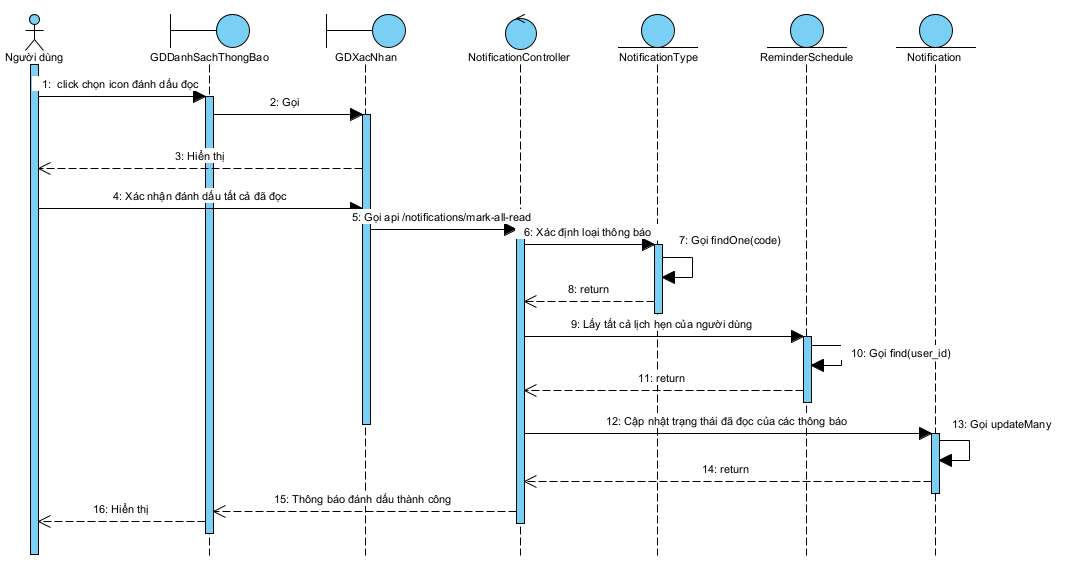 Người dùng
GDDanhSachThongBao
GDXacNhan
NotificationController
NotificationType
ReminderSchedule
Notification
1: click chọn icon đánh dấu đọc
2: Gọi
3: Hiển thị
4: Xác nhận đánh dấu tất cả đã đọc
5: Gọi api /notifications/mark-all-read
6: Xác định loại thông báo
7: Gọi findOne(code)
8: return
9: Lấy tất cả lịch hẹn của người dùng
10: Gọi find(user_id)
11: return
12: Cập nhật trạng thái đã đọc của các thông báo
13: Gọi updateMany
14: return
15: Thông báo đánh dấu thành công
16: Hiển thị